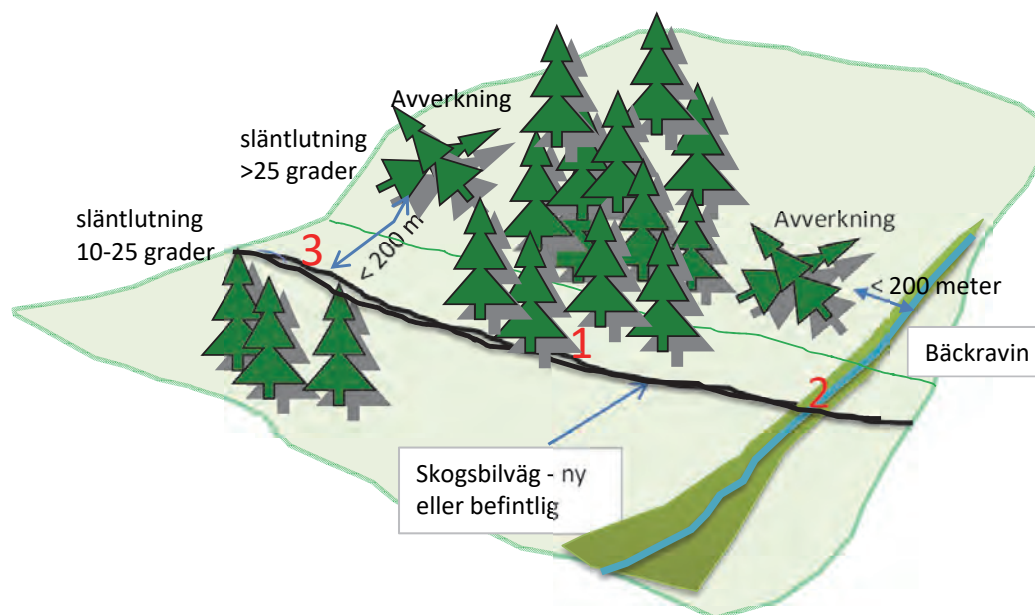 Avverkning
släntlutning
>25 grader
släntlutning
10-25 grader
3
< 200 m
Avverkning
< 200 meter
Bäckravin
1
2
Skogsbilväg - ny
eller befintlig